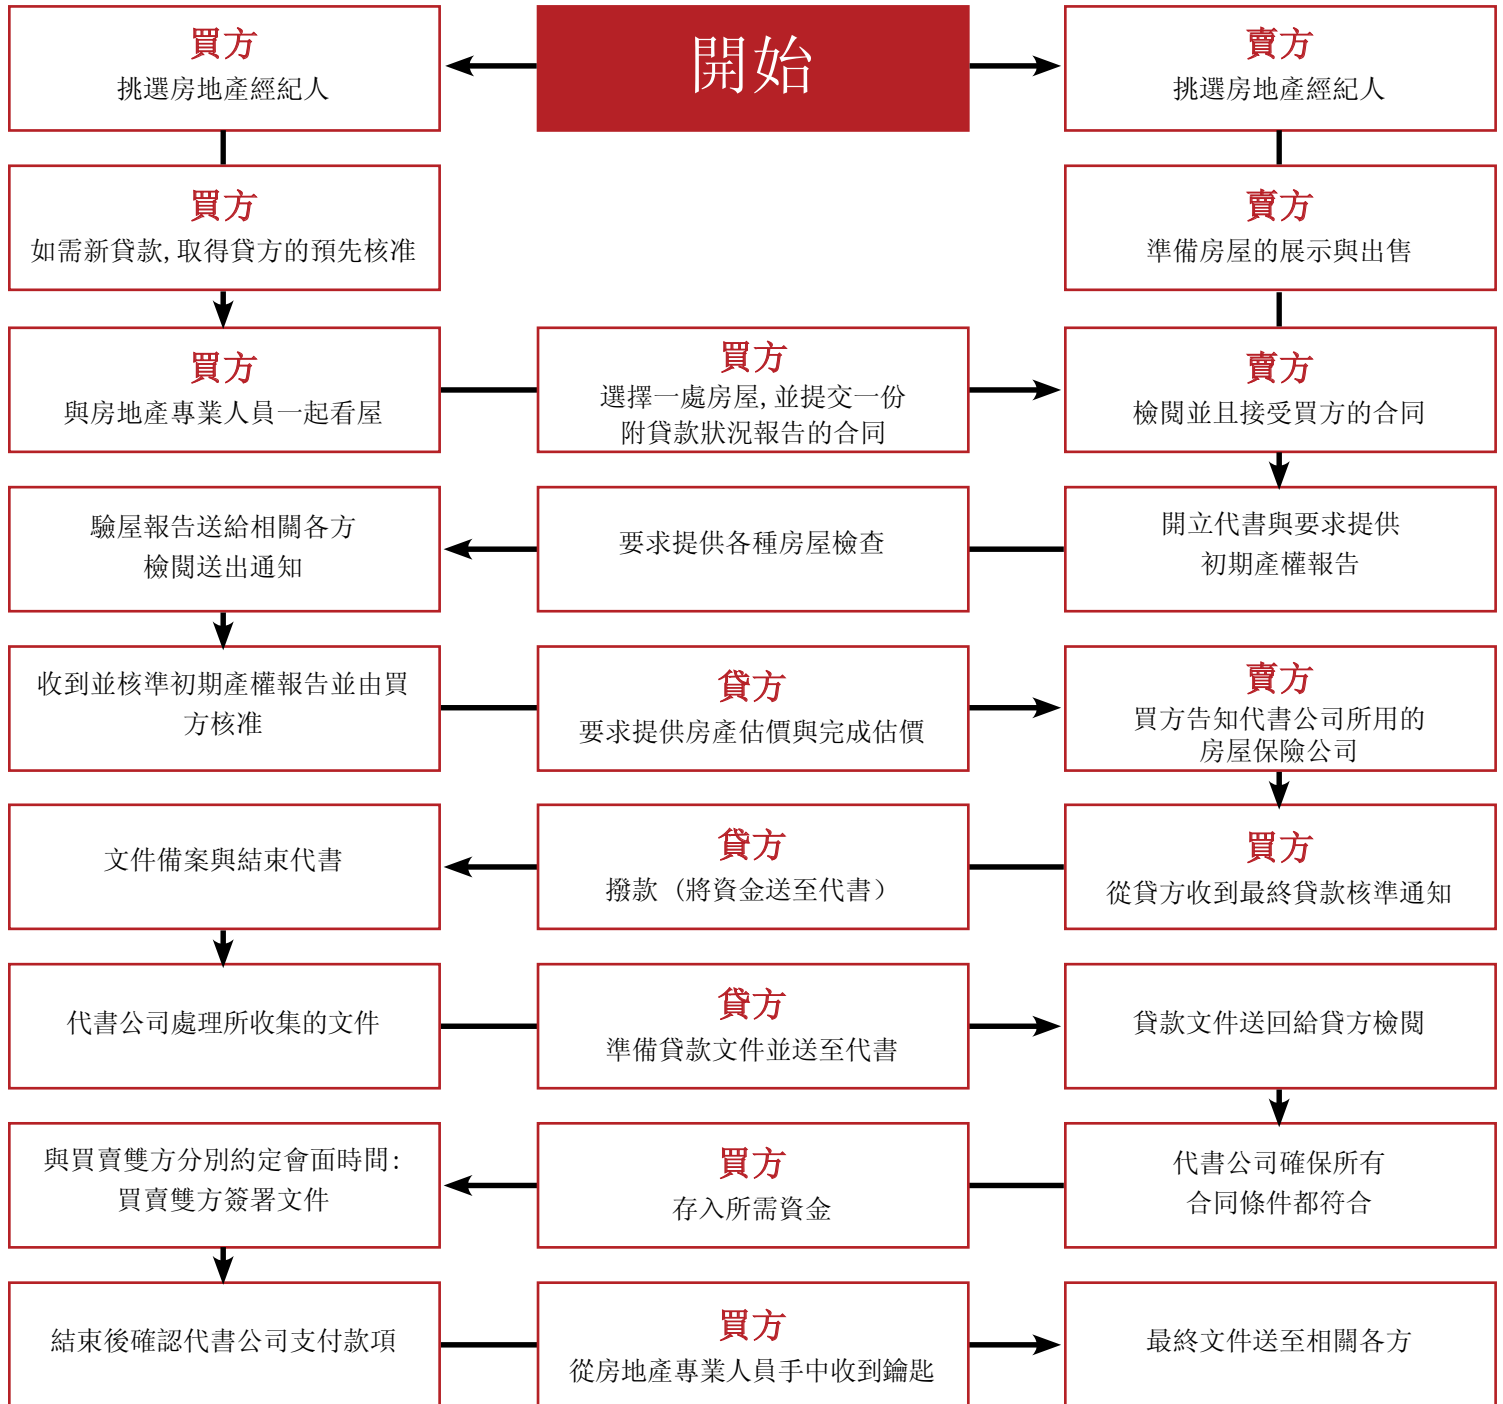 買方
挑選房地產經紀人
開始
賣方
挑選房地產經紀人
買方
如需新貸款,取得貸方的預先核准
賣方
準備房屋的展示與出售
買方
與房地產專業人員一起看屋
買方
選擇一處房屋,並提交一份
附貸款狀況報告的合同
賣方
檢閱並且接受買方的合同
驗屋報告送給相關各方
檢閱送出通知
要求提供各種房屋檢查
開立代書與要求提供
初期產權報告
收到並核準初期產權報告並由買
方核准
貸方
要求提供房產估價與完成估價
賣方
買方告知代書公司所用的
房屋保險公司
文件備案與結束代書
貸方
撥款（將資金送至代書）
買方
從貸方收到最終貸款核準通知
代書公司處理所收集的文件
貸方
準備貸款文件並送至代書
貸款文件送回給貸方檢閱
與買賣雙方分別約定會面時間:
買賣雙方簽署文件
買方
存入所需資金
代書公司確保所有
合同條件都符合
結束後確認代書公司支付款項
買方
從房地產專業人員手中收到鑰匙
最終文件送至相關各方